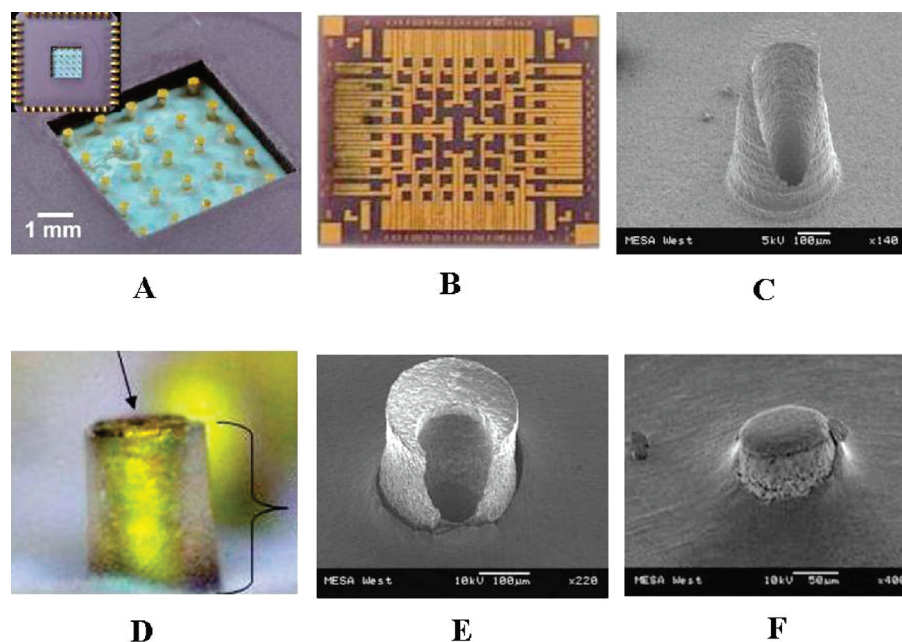 1 mm
MESA West 5kV 100µm x140
A
B
C
MESA West 10kV 100µm x220
MESA West 10kV 50µm x400
D
E
F